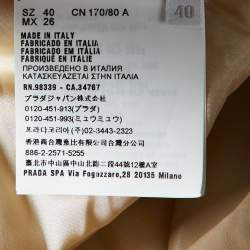 SZ 40 CN 170/80 A
MX 26
40
MADE IN ITALY
FABRICADO EN ITALIA
FABRICADO EM ITÁLIA
FABRIQUÉ EN ITALIE
ПРОИЗВЕДЕНО В ИТАЛИЯ
ΚΑΤΑΣΚΕΥΑΖΕΤΑΙ ΣΤΗΝ ΙΤΑΛΙΑ
RN.98339 - CA.34767
プラダジャパン株式会社
0120-451-913(プラダ)
0120-451-993(ミュウミュウ)
프라다코리아(주)02-3443-2323
香港商台灣普拉達有限公司台灣分公司
886-2-2571-5255
臺北市中山區中山北路二段44號12樓
PRADA SPA Via Fogazzaro,28 20135 Milano